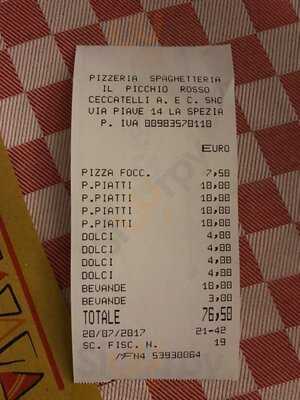 PIZZERIA SPAGHETTERIA
IL PICCHIO ROSSO
CECCATELLI A. E C. SNC
VIA PIAVE 14 LA SPEZIA
P. IVA 00983570110
EURO
PIZZA FOCC. 7,50
P.PIATTI 10,00
P.PIATTI 10,00
P.PIATTI 10,00
P.PIATTI 10,00
DOLCI 4,00
DOLCI 4,00
DOLCI 4,00
DOLCI 4,00
BEVANDE 10,00
BEVANDE 3,00
TOTALE 76,50
20/07/2017 21-42
SC. FISC. N. 19
MFN4 53930064